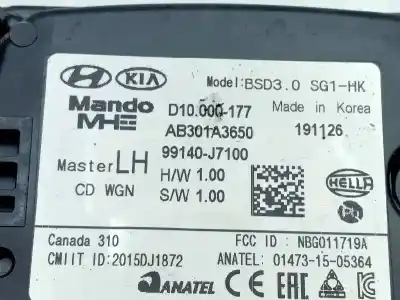 KIA
Model:BSD3.0 SG1-HK
Mando D10.000-177 Made in Korea
MHE AB301A3650 191126
Master LH 99140-J7100
CD WGN H/W 1.00
S/W 1.00
HELLA
Canada 310 FCC ID : NBG011719A
CMIIT ID:2015DJ1872 ANATEL: 01473-15-05364
ANATEL CE EAC